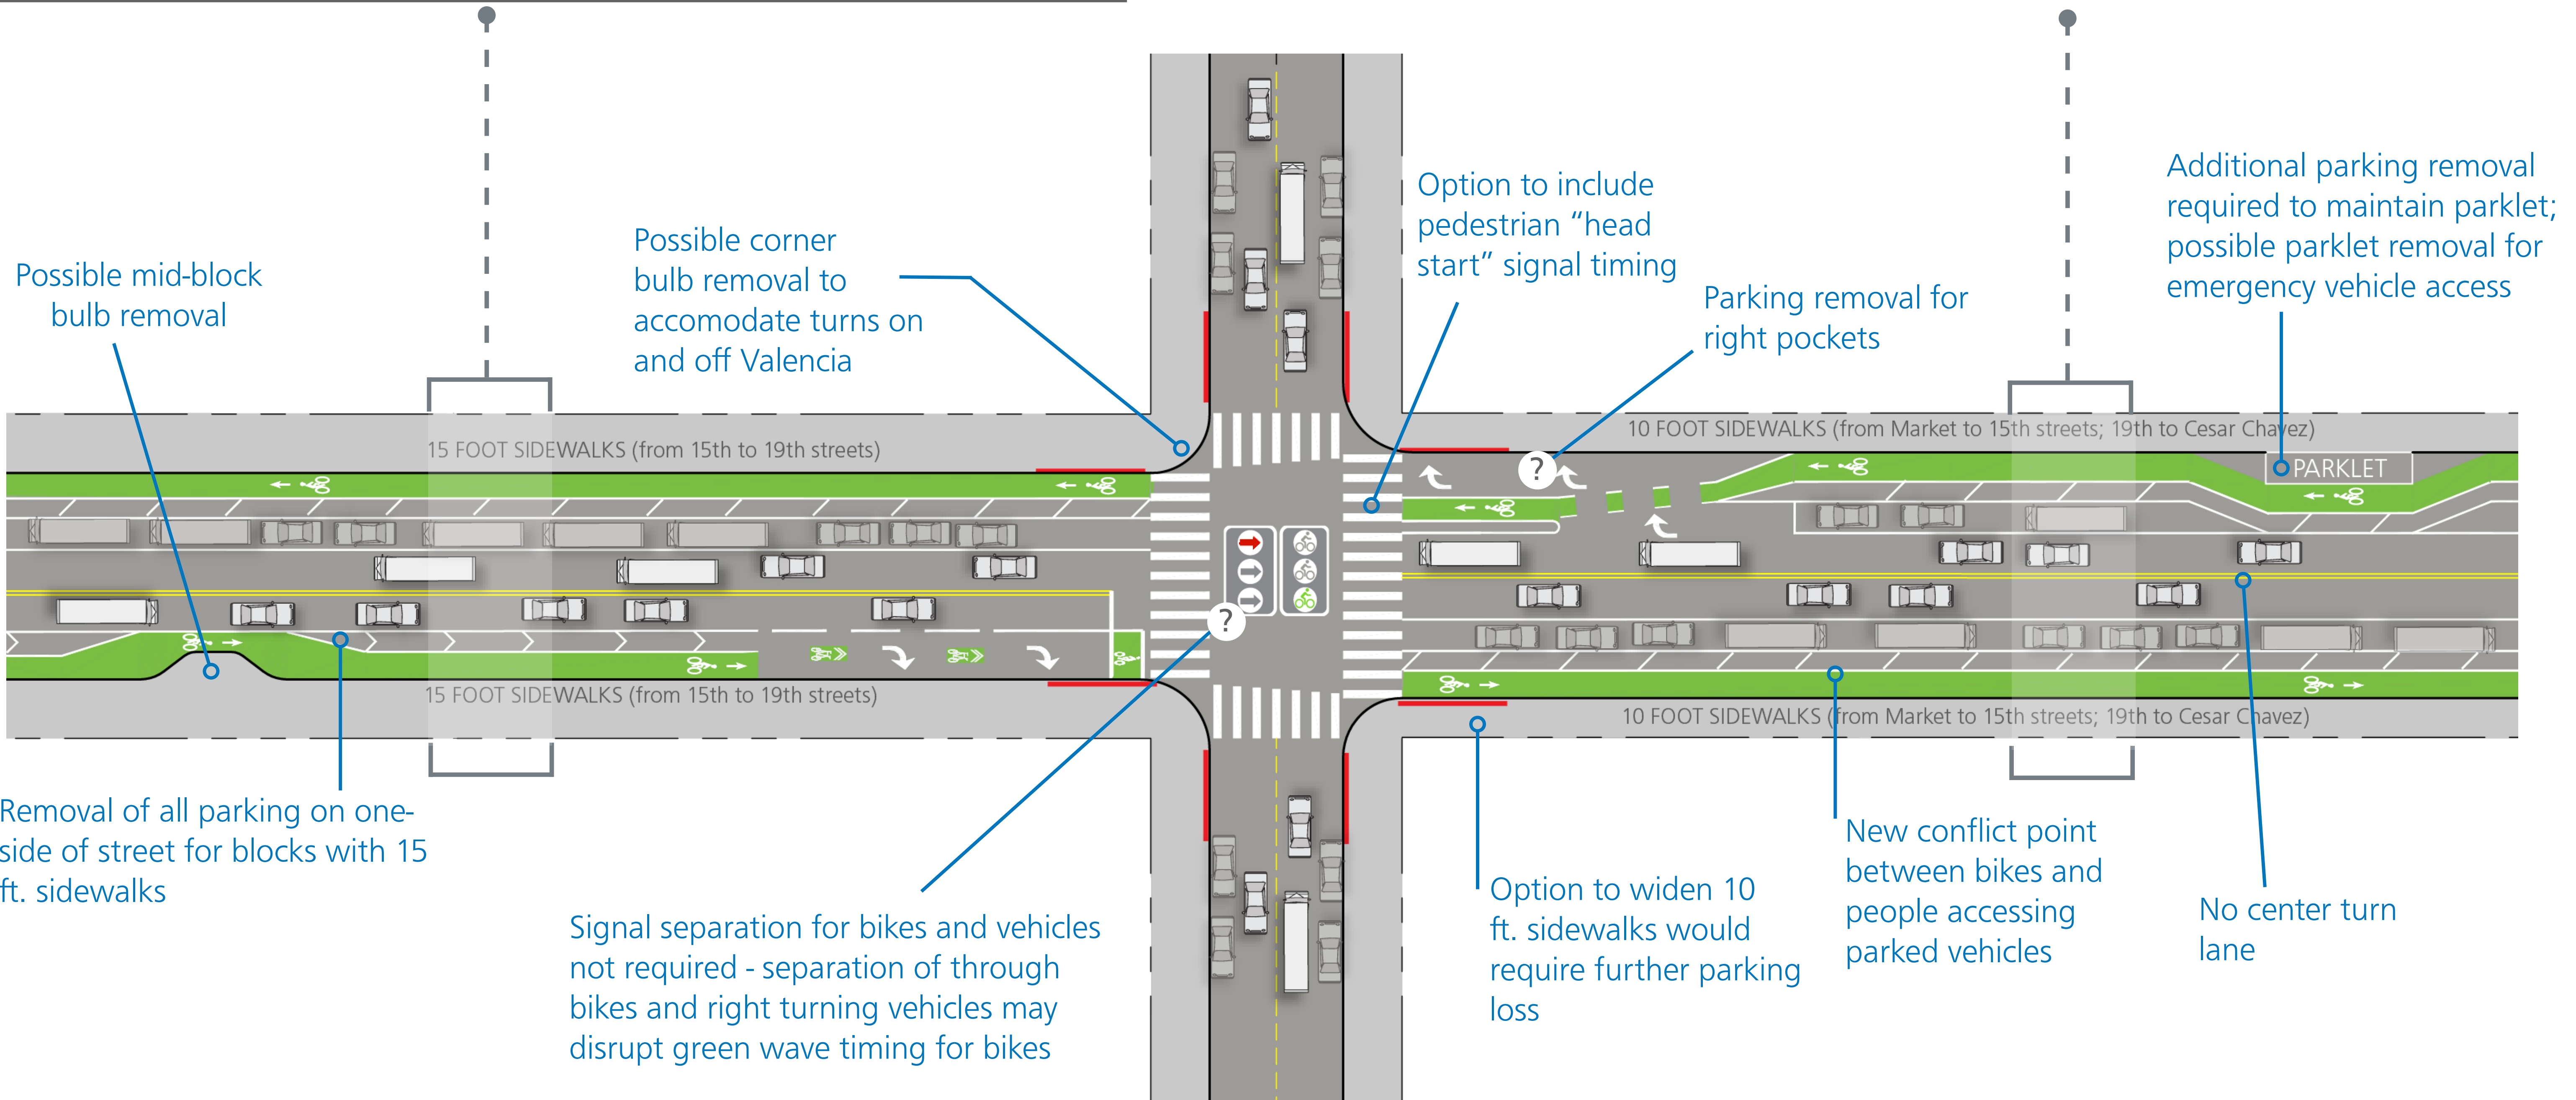 Additional parking removal
required to maintain parklet;
possible parklet removal for
emergency vehicle access
Option to include
pedestrian “head
start” signal timing
Possible corner
bulb removal to
accomodate turns on
and off Valencia
Possible mid-block
bulb removal
Parking removal for
right pockets
15 FOOT SIDEWALKS (from 15th to 19th streets)
10 FOOT SIDEWALKS (from Market to 15th streets; 19th to Cesar Chavez)
?
PARKLET
?
15 FOOT SIDEWALKS (from 15th to 19th streets)
10 FOOT SIDEWALKS (from Market to 15th streets; 19th to Cesar Chavez)
Removal of all parking on one-
side of street for blocks with 15
ft. sidewalks
Signal separation for bikes and vehicles
not required - separation of through
bikes and right turning vehicles may
disrupt green wave timing for bikes
Option to widen 10
ft. sidewalks would
require further parking
loss
New conflict point
between bikes and
people accessing
parked vehicles
No center turn
lane